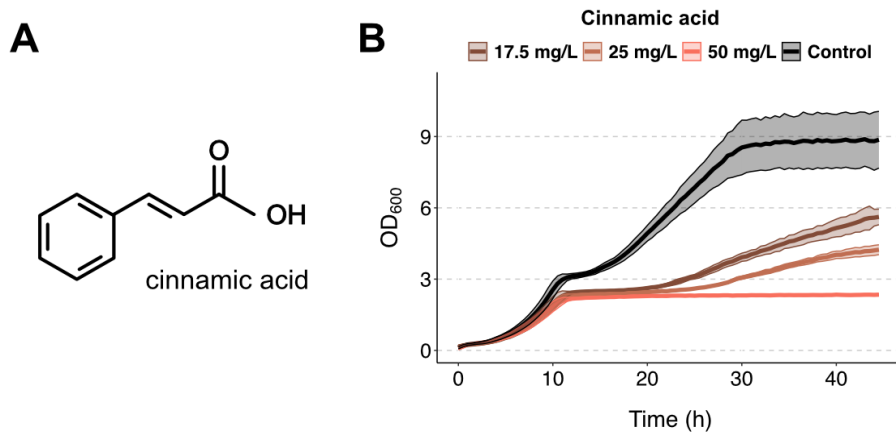 A
O
OH
cinnamic acid
B
Cinnamic acid
17.5 mg/L 25 mg/L 50 mg/L Control
9
6
3
0
OD600
0 10 20 30 40
Time (h)